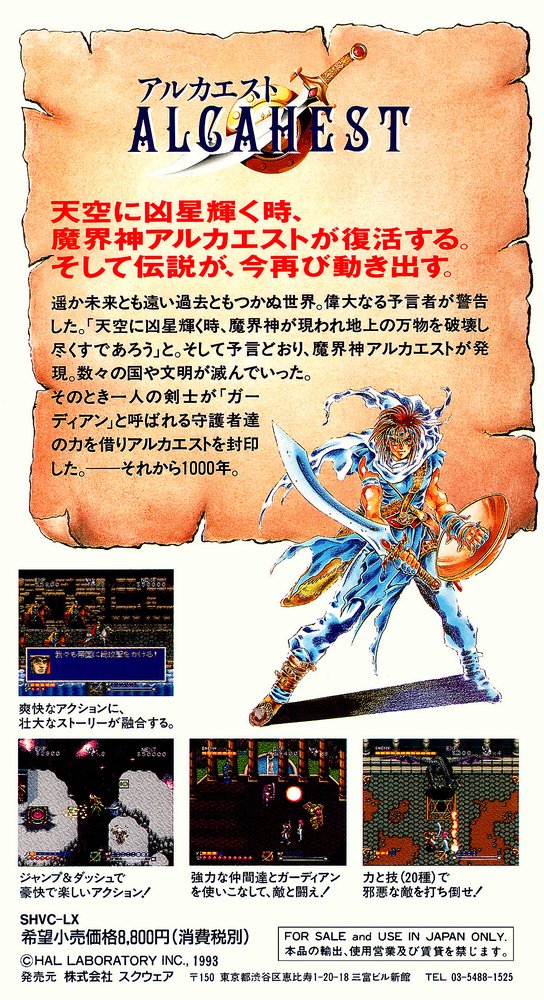 アルカエスト
ALCAHEST
天空に凶星輝く時、
魔界神アルカエストが復活する。
そして伝説が、今再び動き出す。
遥か未来とも遠い過去ともつかぬ世界。偉大なる予言者が警告
した。「天空に凶星輝く時、魔界神が現われ地上の万物を破壊し
尽くすであろう」と。そして予言どおり、魔界神アルカエストが発
現。数々の国や文明が滅んでいった。
そのとき一人の剣士が「ガー
ディアン」と呼ばれる守護者達
の力を借りアルカエストを封印
した。――それから1000年。
我々も帝国に総攻撃をかける!
爽快なアクションに、
壮大なストーリーが融合する。
ジャンプ&ダッシュで
豪快で楽しいアクション!
強力な仲間達とガーディアン
を使いこなして、敵と闘え!
力と技(20種)で
邪悪な敵を打ち倒せ!
SHVC-LX
希望小売価格8,800円(消費税別)
©HAL LABORATORY INC., 1993
発売元 株式会社 スクウェア 〒150 東京都渋谷区恵比寿1-20-18 三富ビル新館 TEL 03-5488-1525
FOR SALE and USE IN JAPAN ONLY.
本品の輸出、使用営業及び賃貸を禁じます。